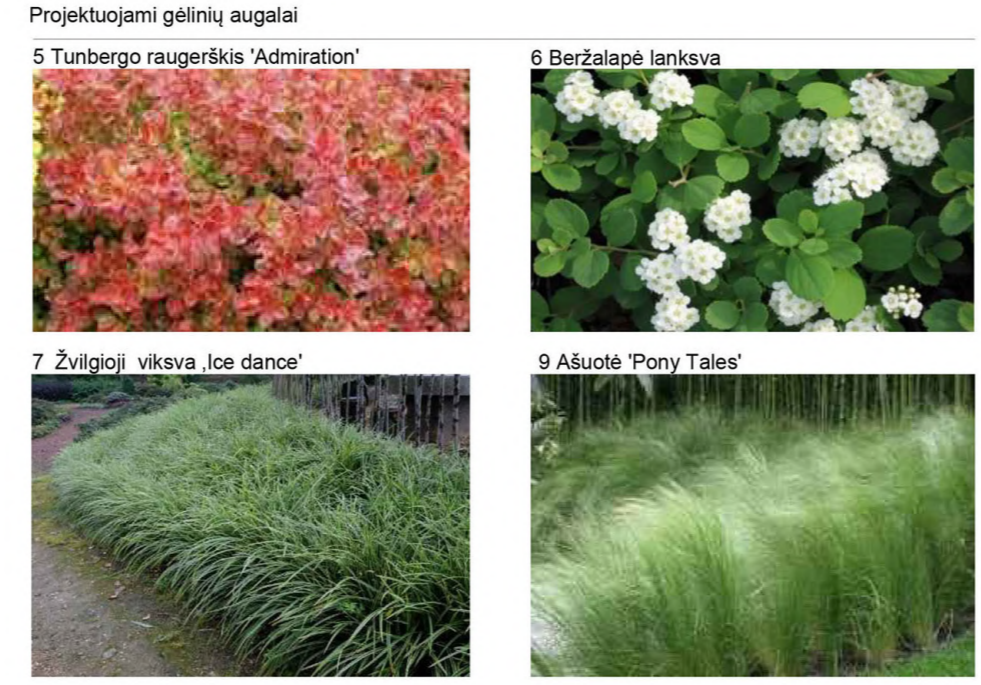 Projektuojami gėlinių augalai
5 Tunbergo raugerškis 'Admiration'
6 Beržalapė lanksva
7 Žvilgioji viksva ‚Ice dance'
9 Ašuotė 'Pony Tales'